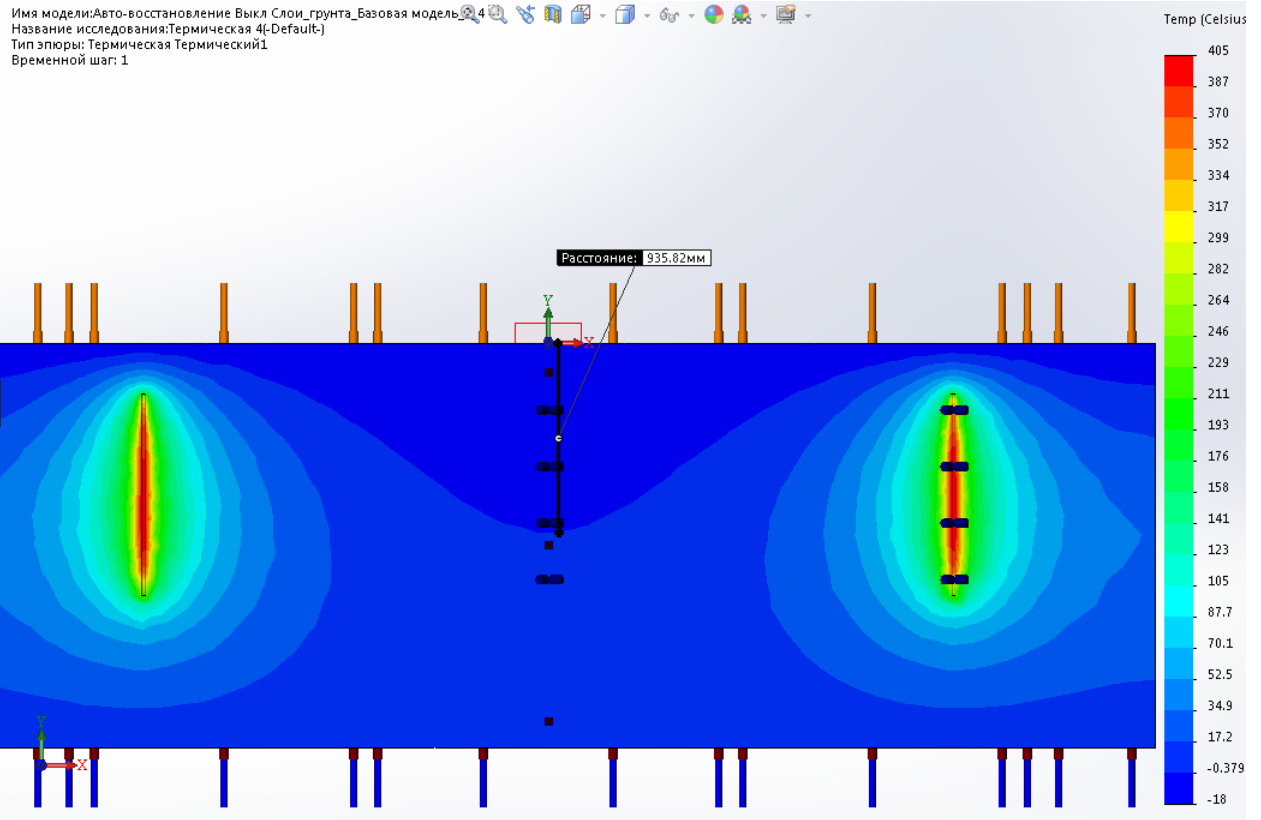 Имя модели:Авто-восстановление Выкл Слои_грунта_Базовая модель_ 4
Название исследования:Термическая 4(-Default-)
Тип эпюры: Термическая Термический1
Временной шаг: 1
Temp (Celsius
405
387
370
352
334
317
299
282
264
246
229
211
193
176
158
141
123
105
87.7
70.1
52.5
34.9
17.2
-0.379
-18
Расстояние: 935.82мм
Y
X
Y
X